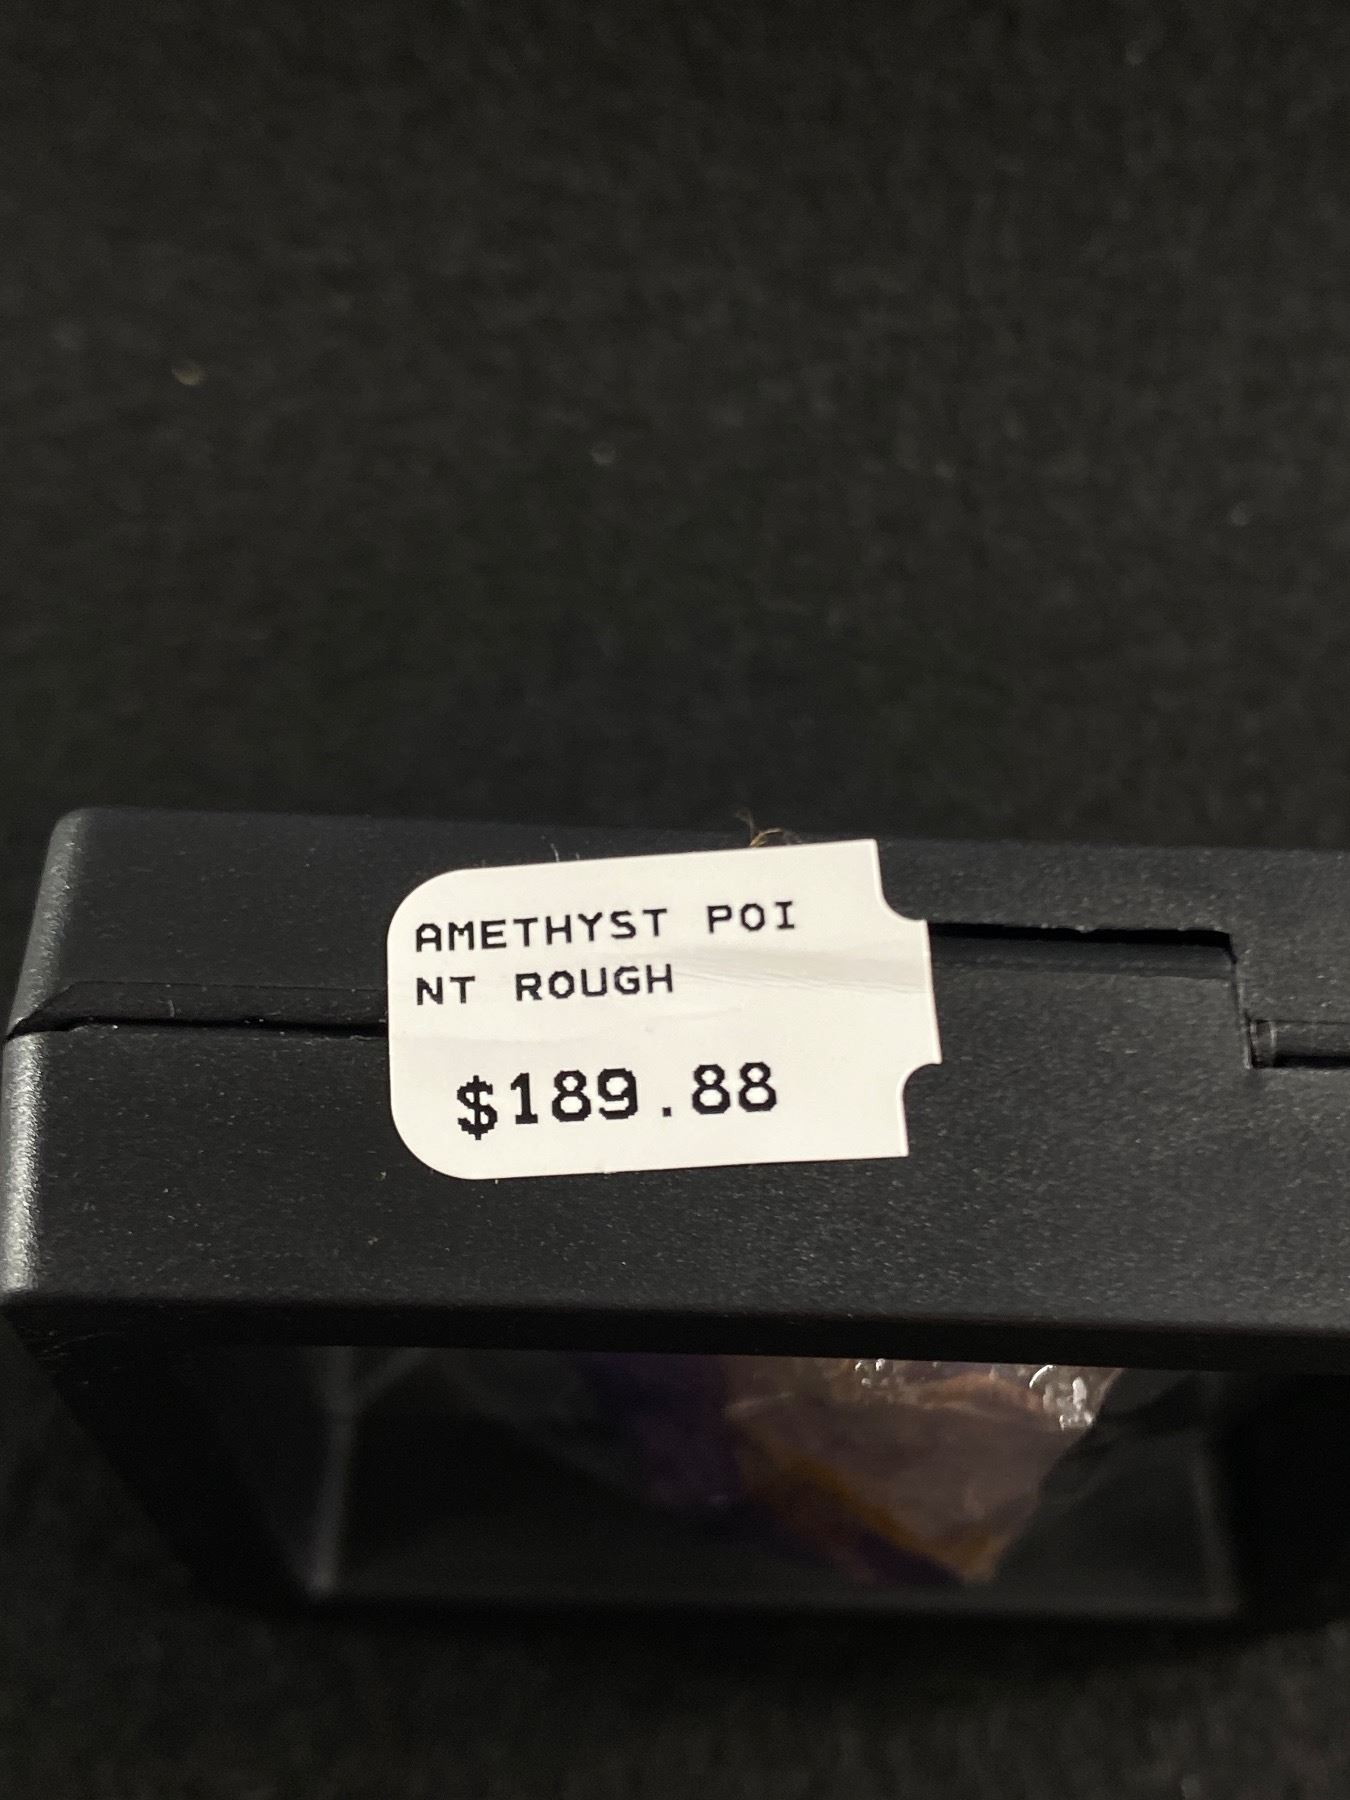 AMETHYST POI
NT ROUGH
$189.88